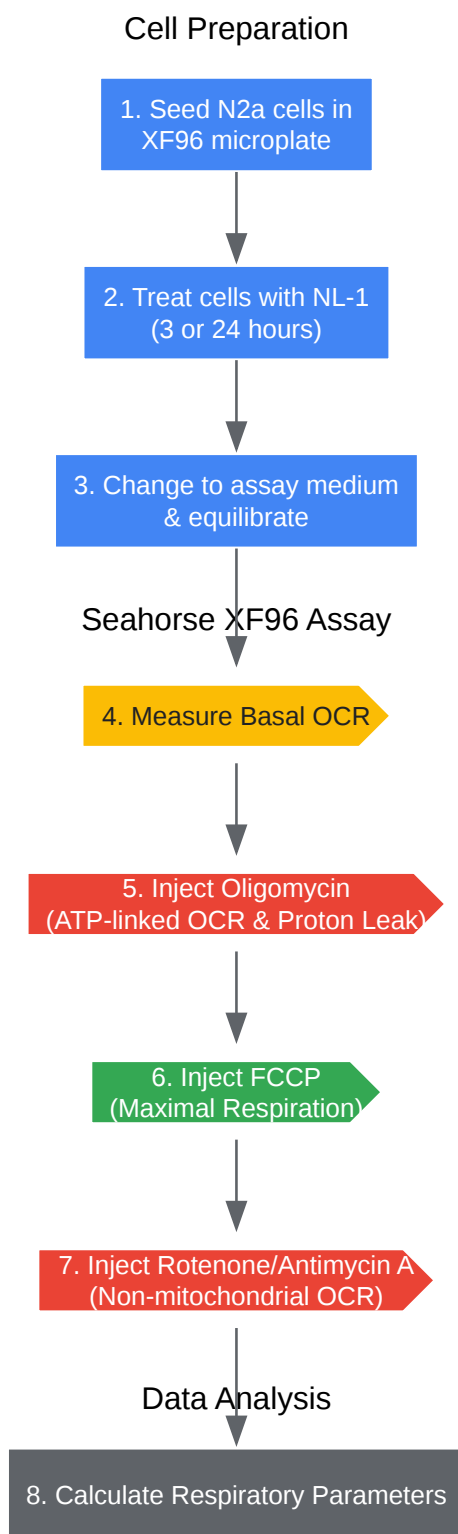 Cell Preparation
1. Seed N2a cells in
XF96 microplate
2. Treat cells with NL-1
(3 or 24 hours)
3. Change to assay medium
& equilibrate
Seahorse XF96 Assay
4. Measure Basal OCR
5. Inject Oligomycin
(ATP-linked OCR & Proton Leak)
6. Inject FCCP
(Maximal Respiration)
7. Inject Rotenone/Antimycin A
(Non-mitochondrial OCR)
Data Analysis
8. Calculate Respiratory Parameters